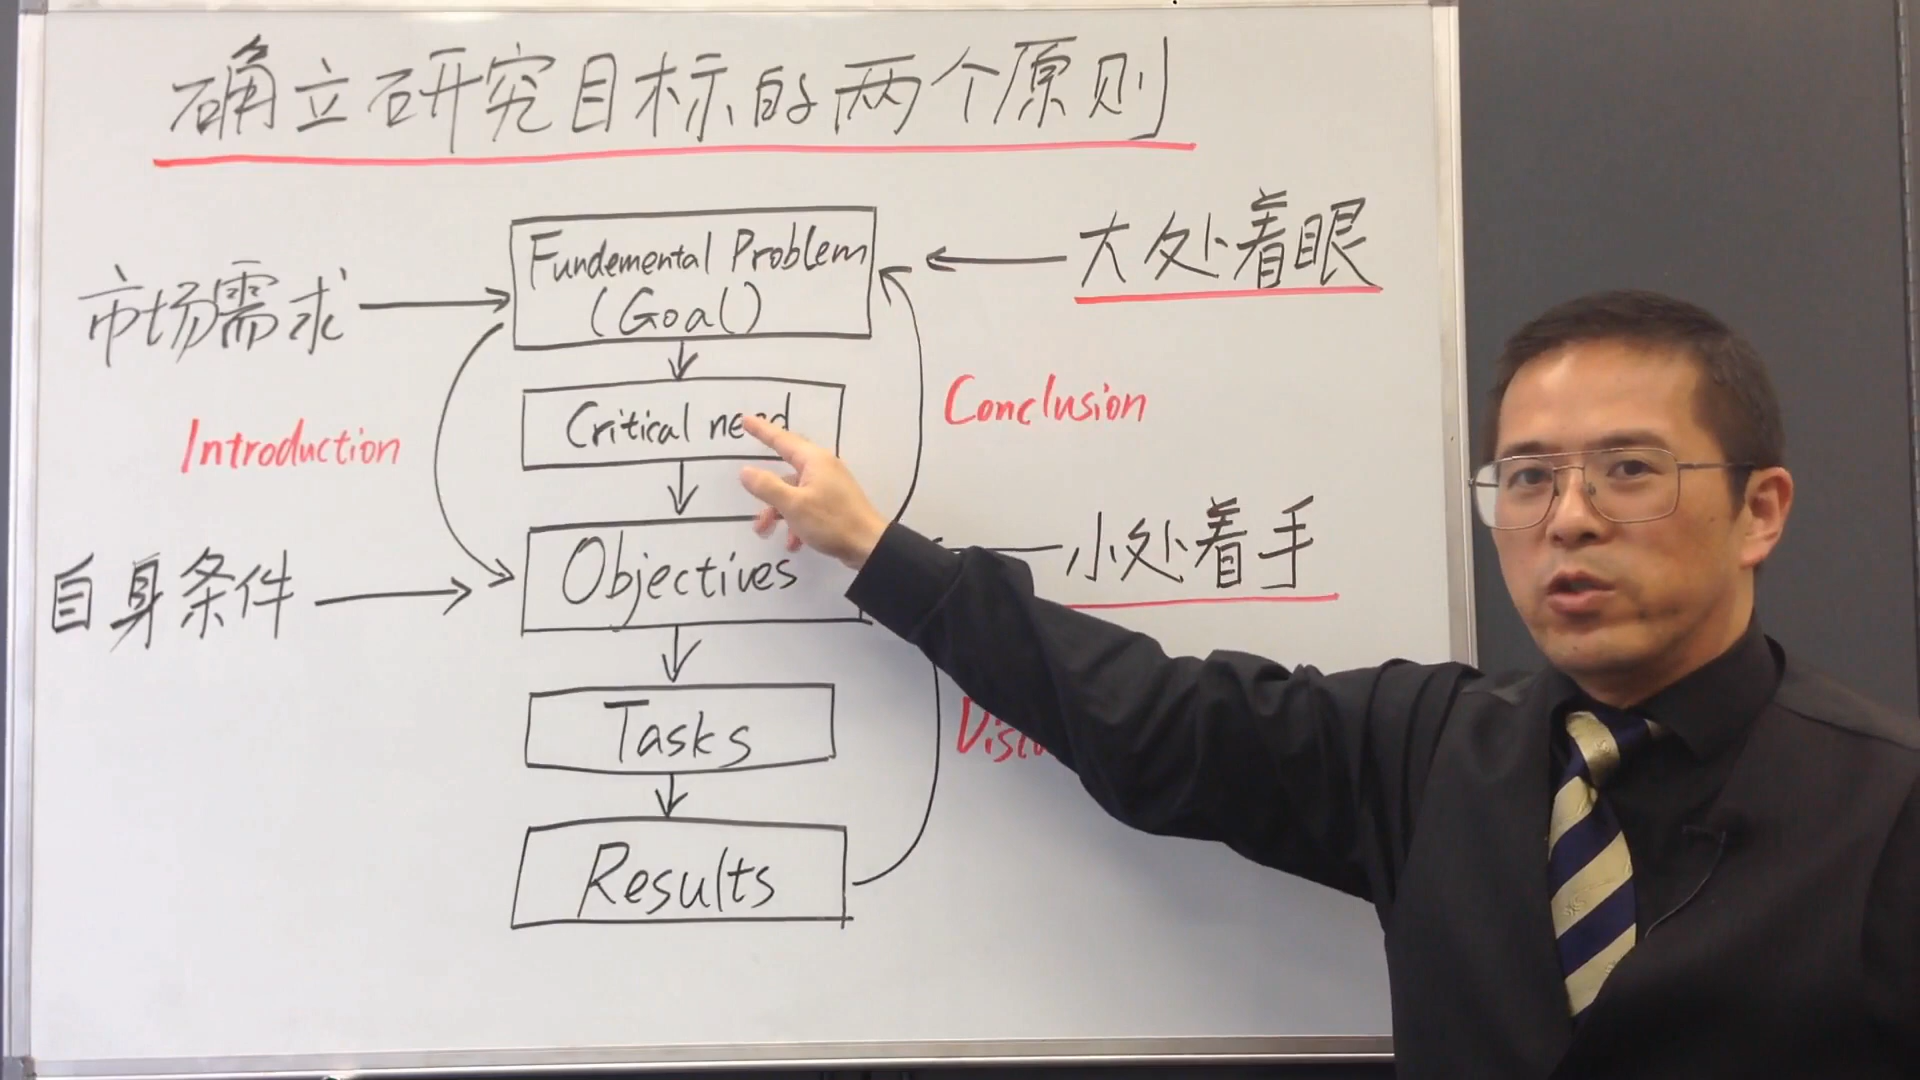 确立研究目标的两个原则
Fundemental Problem
(Goal)
大处着眼
市场需求
Critical need
Conclusion
Introduction
小处着手
Objectives
自身条件
Tasks
Results